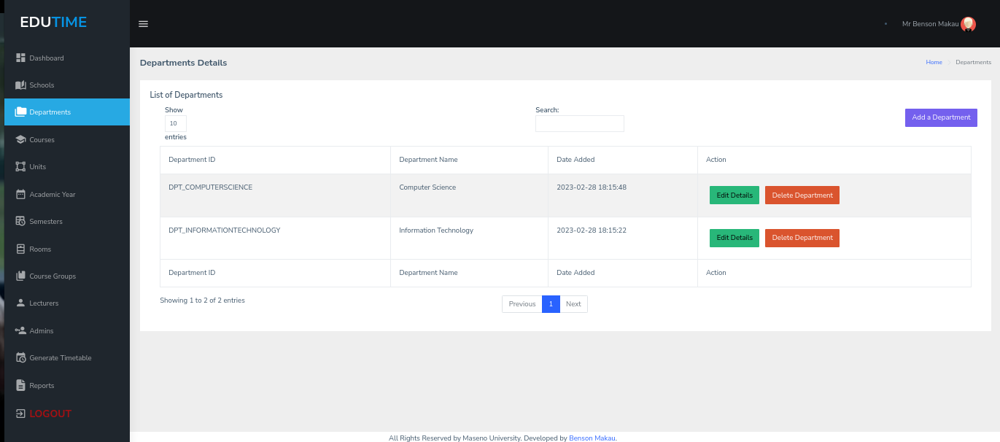 EDUTIME
Mr Benson Makau
Dashboard
Schools
Departments
Courses
Units
Academic Year
Semesters
Rooms
Course Groups
Lecturers
Admins
Generate Timetable
Reports
LOGOUT
Departments Details
Home Departments
List of Departments
Show
10
entries
Search:
Add a Department
Department ID Department Name Date Added Action
DPT_COMPUTERSCIENCE Computer Science 2023-02-28 18:15:48 Edit Details Delete Department
DPT_INFORMATIONTECHNOLOGY Information Technology 2023-02-28 18:15:22 Edit Details Delete Department
Department ID Department Name Date Added Action
Showing 1 to 2 of 2 entries
Previous 1 Next
All Rights Reserved by Maseno University. Developed by Benson Makau.